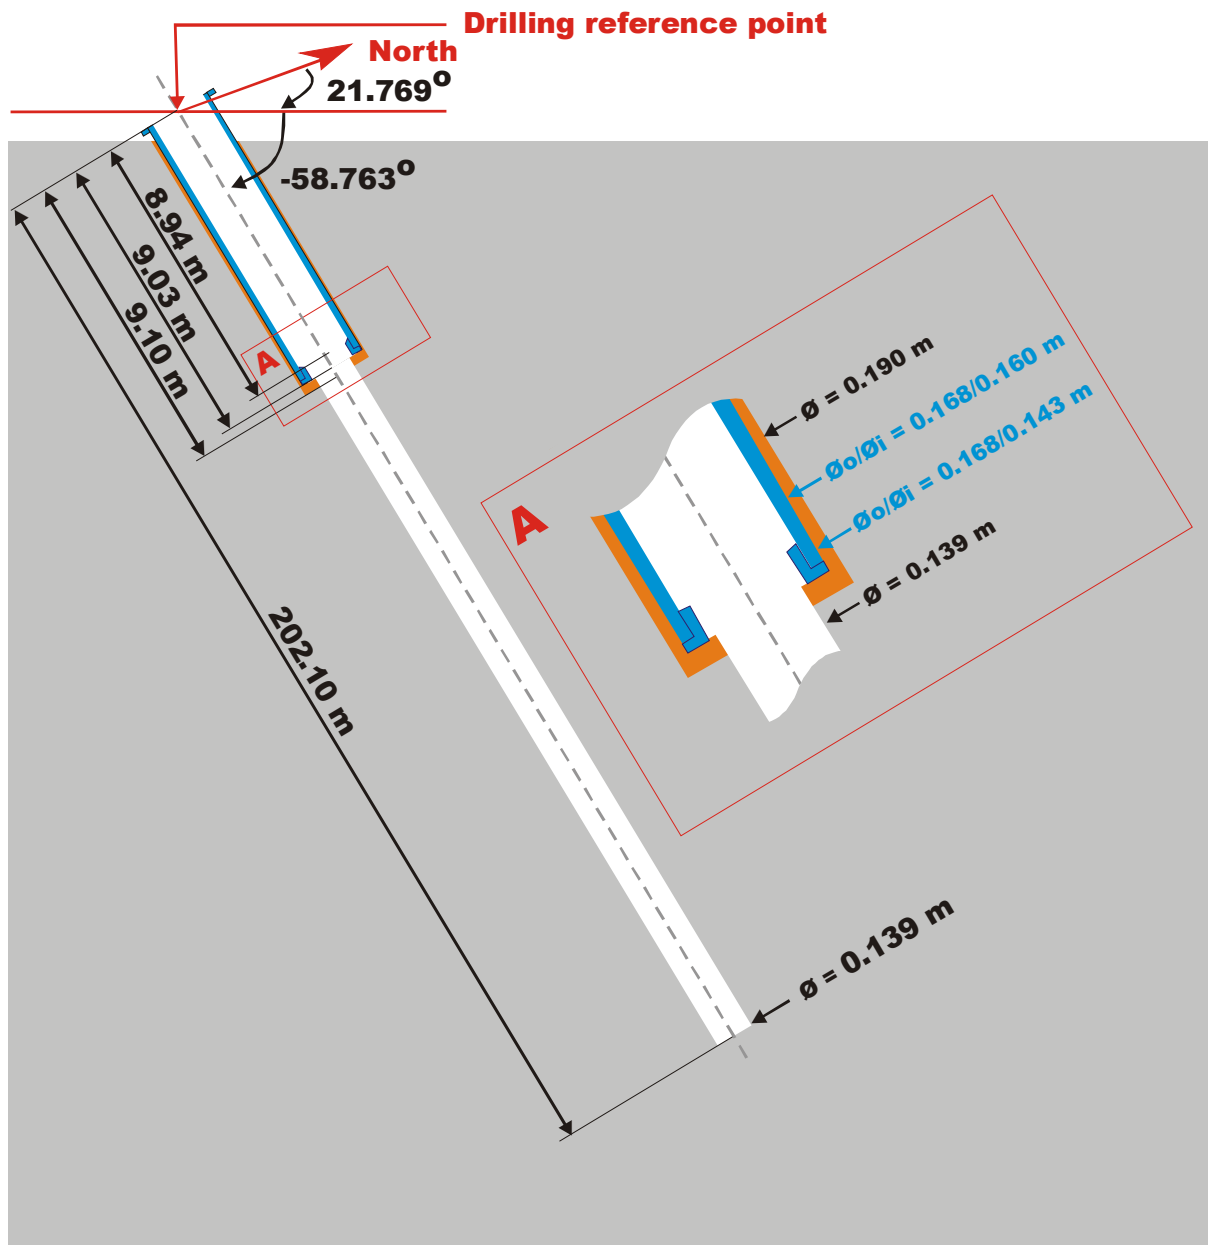 Drilling reference point
North
21.769°
-58.763°
8.94 m
9.03 m
9.10 m
A
202.10 m
A
Ø = 0.190 m
Øo/Øi = 0.168/0.160 m
Øo/Øi = 0.168/0.143 m
Ø = 0.139 m
Ø = 0.139 m